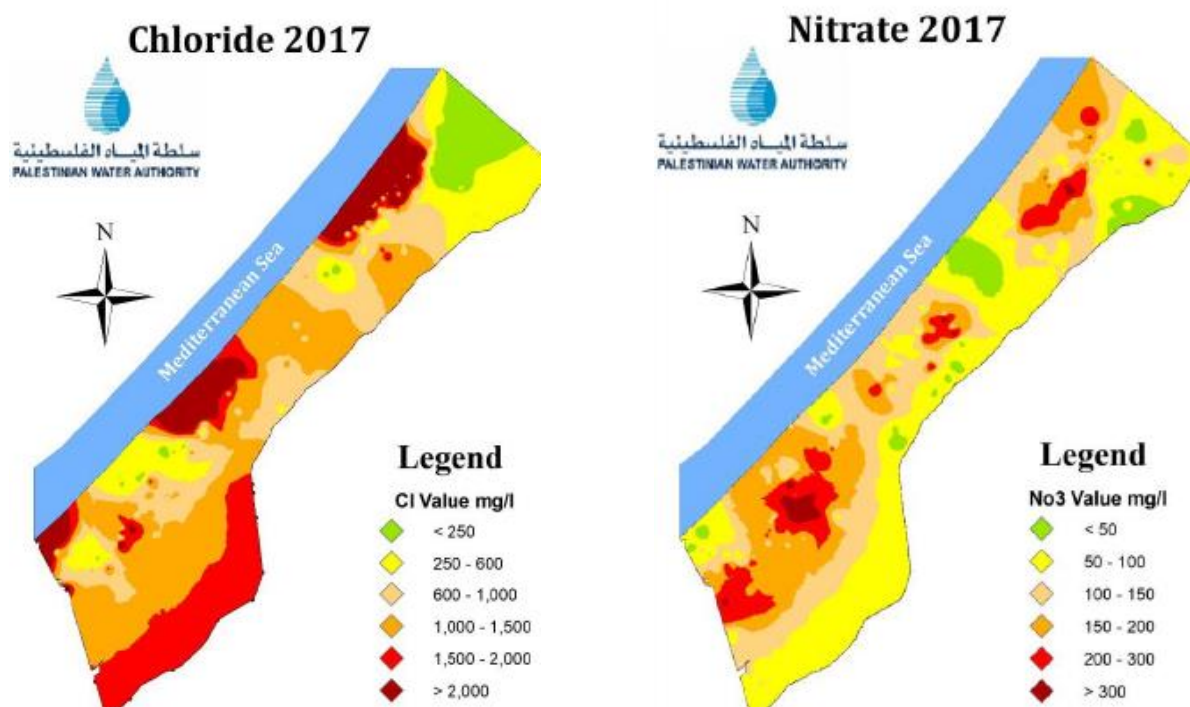 Chloride 2017
سلطة المياه الفلسطينية
PALESTINIAN WATER AUTHORITY
N
Mediterranean Sea
Legend
Cl Value mg/l
< 250
250 - 600
600 - 1,000
1,000 - 1,500
1,500 - 2,000
> 2,000
Nitrate 2017
سلطة المياه الفلسطينية
PALESTINIAN WATER AUTHORITY
N
Mediterranean Sea
Legend
No3 Value mg/l
< 50
50 - 100
100 - 150
150 - 200
200 - 300
> 300